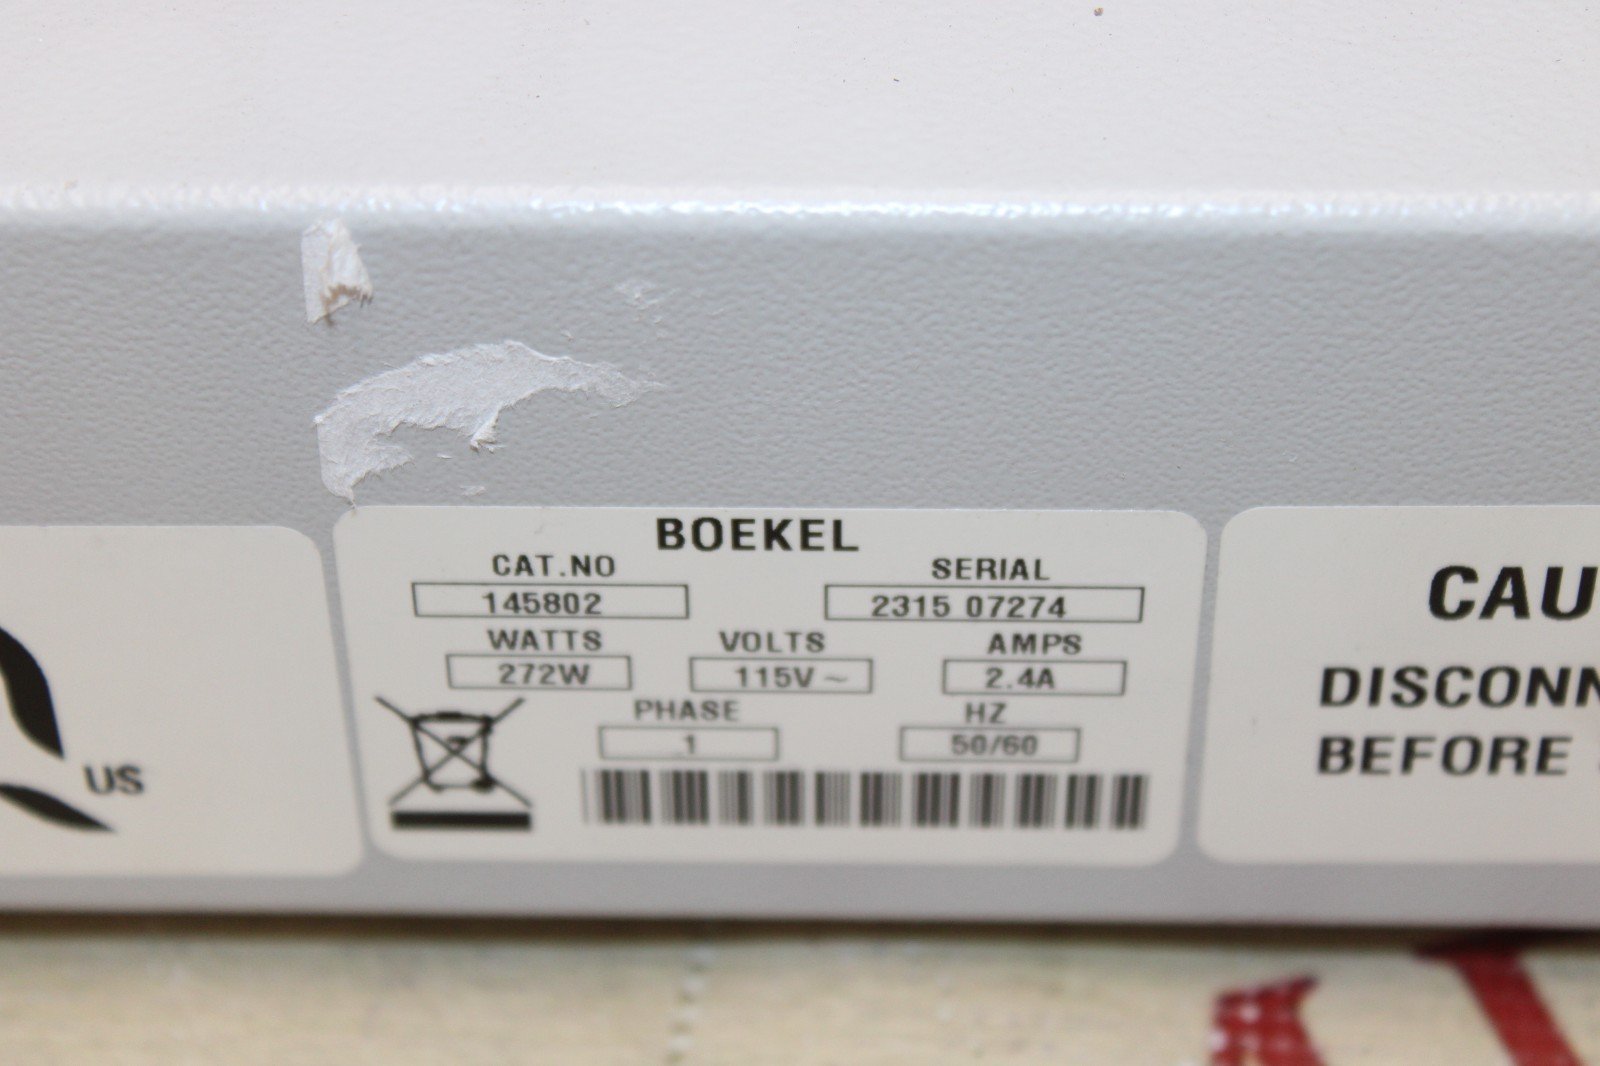 BOEKEL
CAT.NO SERIAL
145802 2315 07274
WATTS VOLTS AMPS
272W 115V ~ 2.4A
PHASE HZ
1 50/60
US
CAU
DISCONN
BEFORE